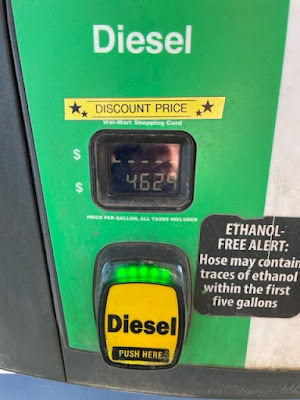 Diesel
★ DISCOUNT PRICE ★★
Wal-Mart Shopping Card
$ ----
$ 4.629
PRICE PER GALLON, ALL TAXES INCLUDED
ETHANOL-
FREE ALERT:
Hose may contain
traces of ethanol
within the first
five gallons
Diesel
PUSH HERE